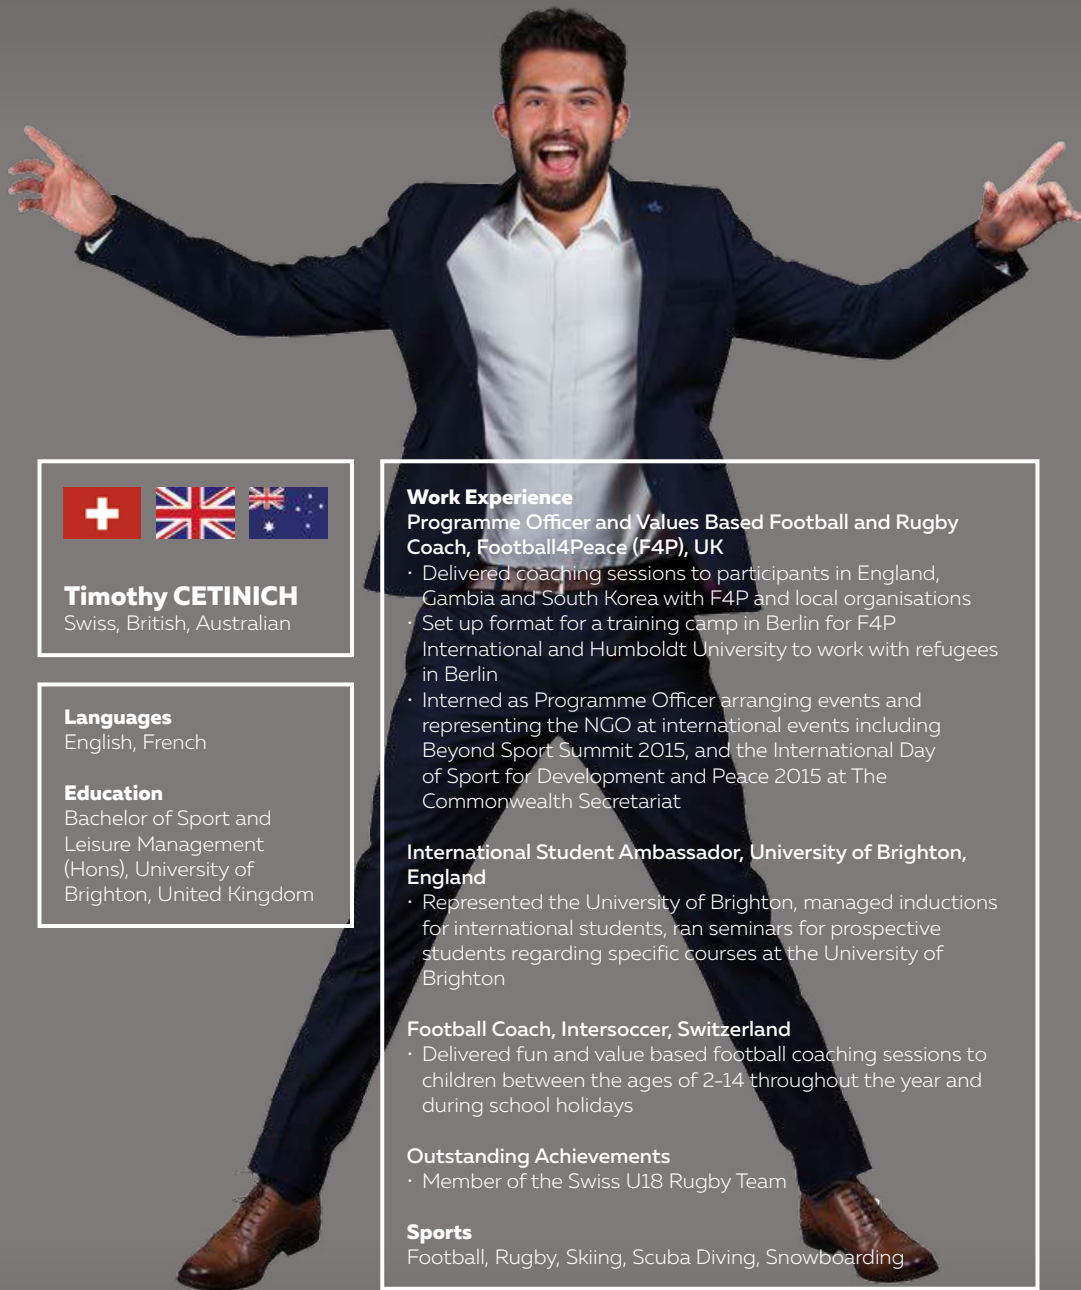 Timothy CETINICH
Swiss, British, Australian
Languages
English, French
Education
Bachelor of Sport and
Leisure Management
(Hons), University of
Brighton, United Kingdom
Work Experience
Programme Officer and Values Based Football and Rugby
Coach, Football4Peace (F4P), UK
· Delivered coaching sessions to participants in England,
Gambia and South Korea with F4P and local organisations
· Set up format for a training camp in Berlin for F4P
International and Humboldt University to work with refugees
in Berlin
· Interned as Programme Officer arranging events and
representing the NGO at international events including
Beyond Sport Summit 2015, and the International Day
of Sport for Development and Peace 2015 at The
Commonwealth Secretariat
International Student Ambassador, University of Brighton,
England
· Represented the University of Brighton, managed inductions
for international students, ran seminars for prospective
students regarding specific courses at the University of
Brighton
Football Coach, Intersoccer, Switzerland
· Delivered fun and value based football coaching sessions to
children between the ages of 2-14 throughout the year and
during school holidays
Outstanding Achievements
· Member of the Swiss U18 Rugby Team
Sports
Football, Rugby, Skiing, Scuba Diving, Snowboarding